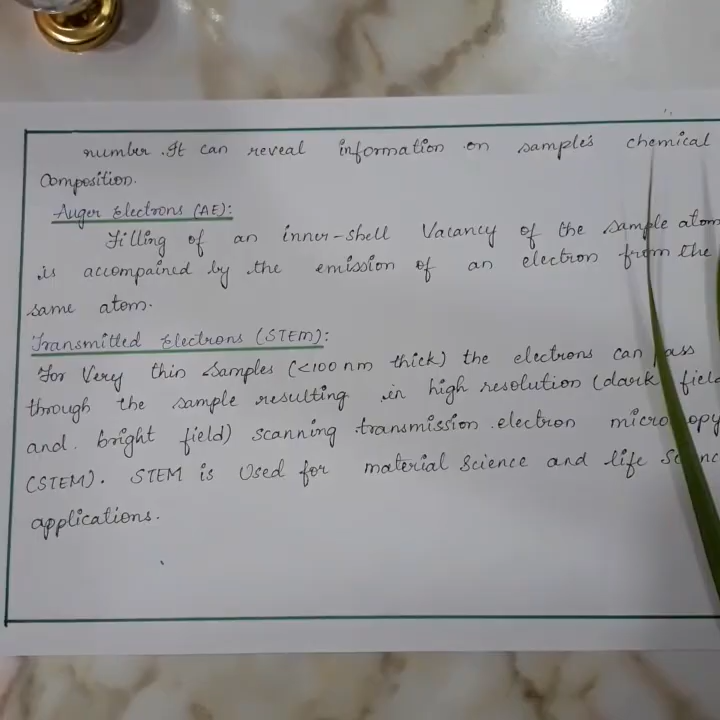 number. It can reveal information on sample's chemical
Composition.
Auger Electrons (AE):
Filling of an inner-shell Vacancy of the sample atom
is accompained by the emission of an electron from the
same atom.
Transmitted Electrons (STEM):
For Very thin samples (<100 nm thick) the electrons can pass
through the sample resulting in high resolution (dark field
and bright field) scanning transmission electron
(STEM). STEM is Used for material science and life
applications.